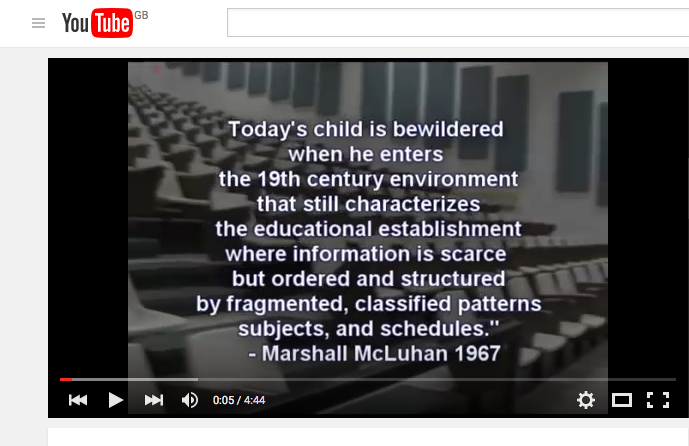 YouTube GB
Today's child is bewildered
when he enters
the 19th century environment
that still characterizes
the educational establishment
where information is scarce
but ordered and structured
by fragmented, classified patterns
subjects, and schedules."
- Marshall McLuhan 1967
0:05 / 4:44